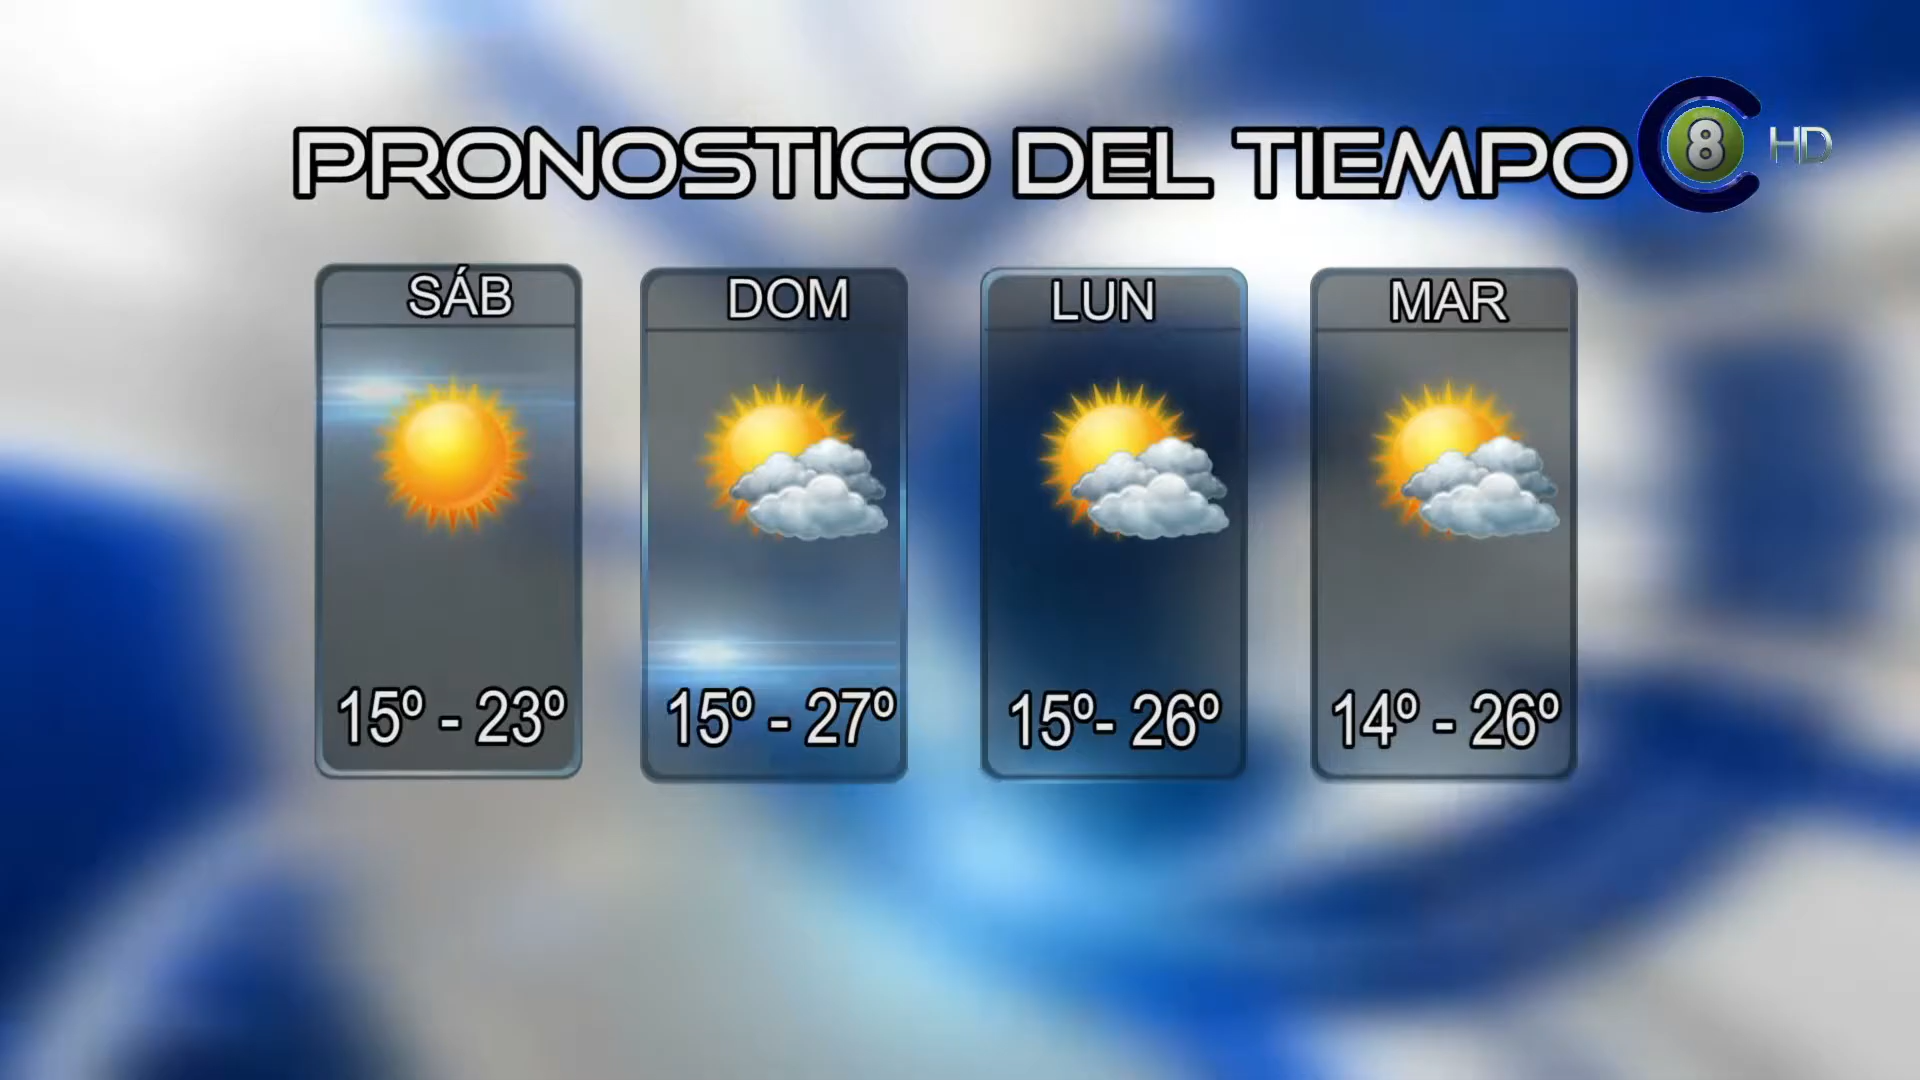 PRONOSTICO DEL TIEMPO
8 HD
SÁB
DOM
LUN
MAR
15º - 23º
15º - 27º
15º- 26º
14º - 26º